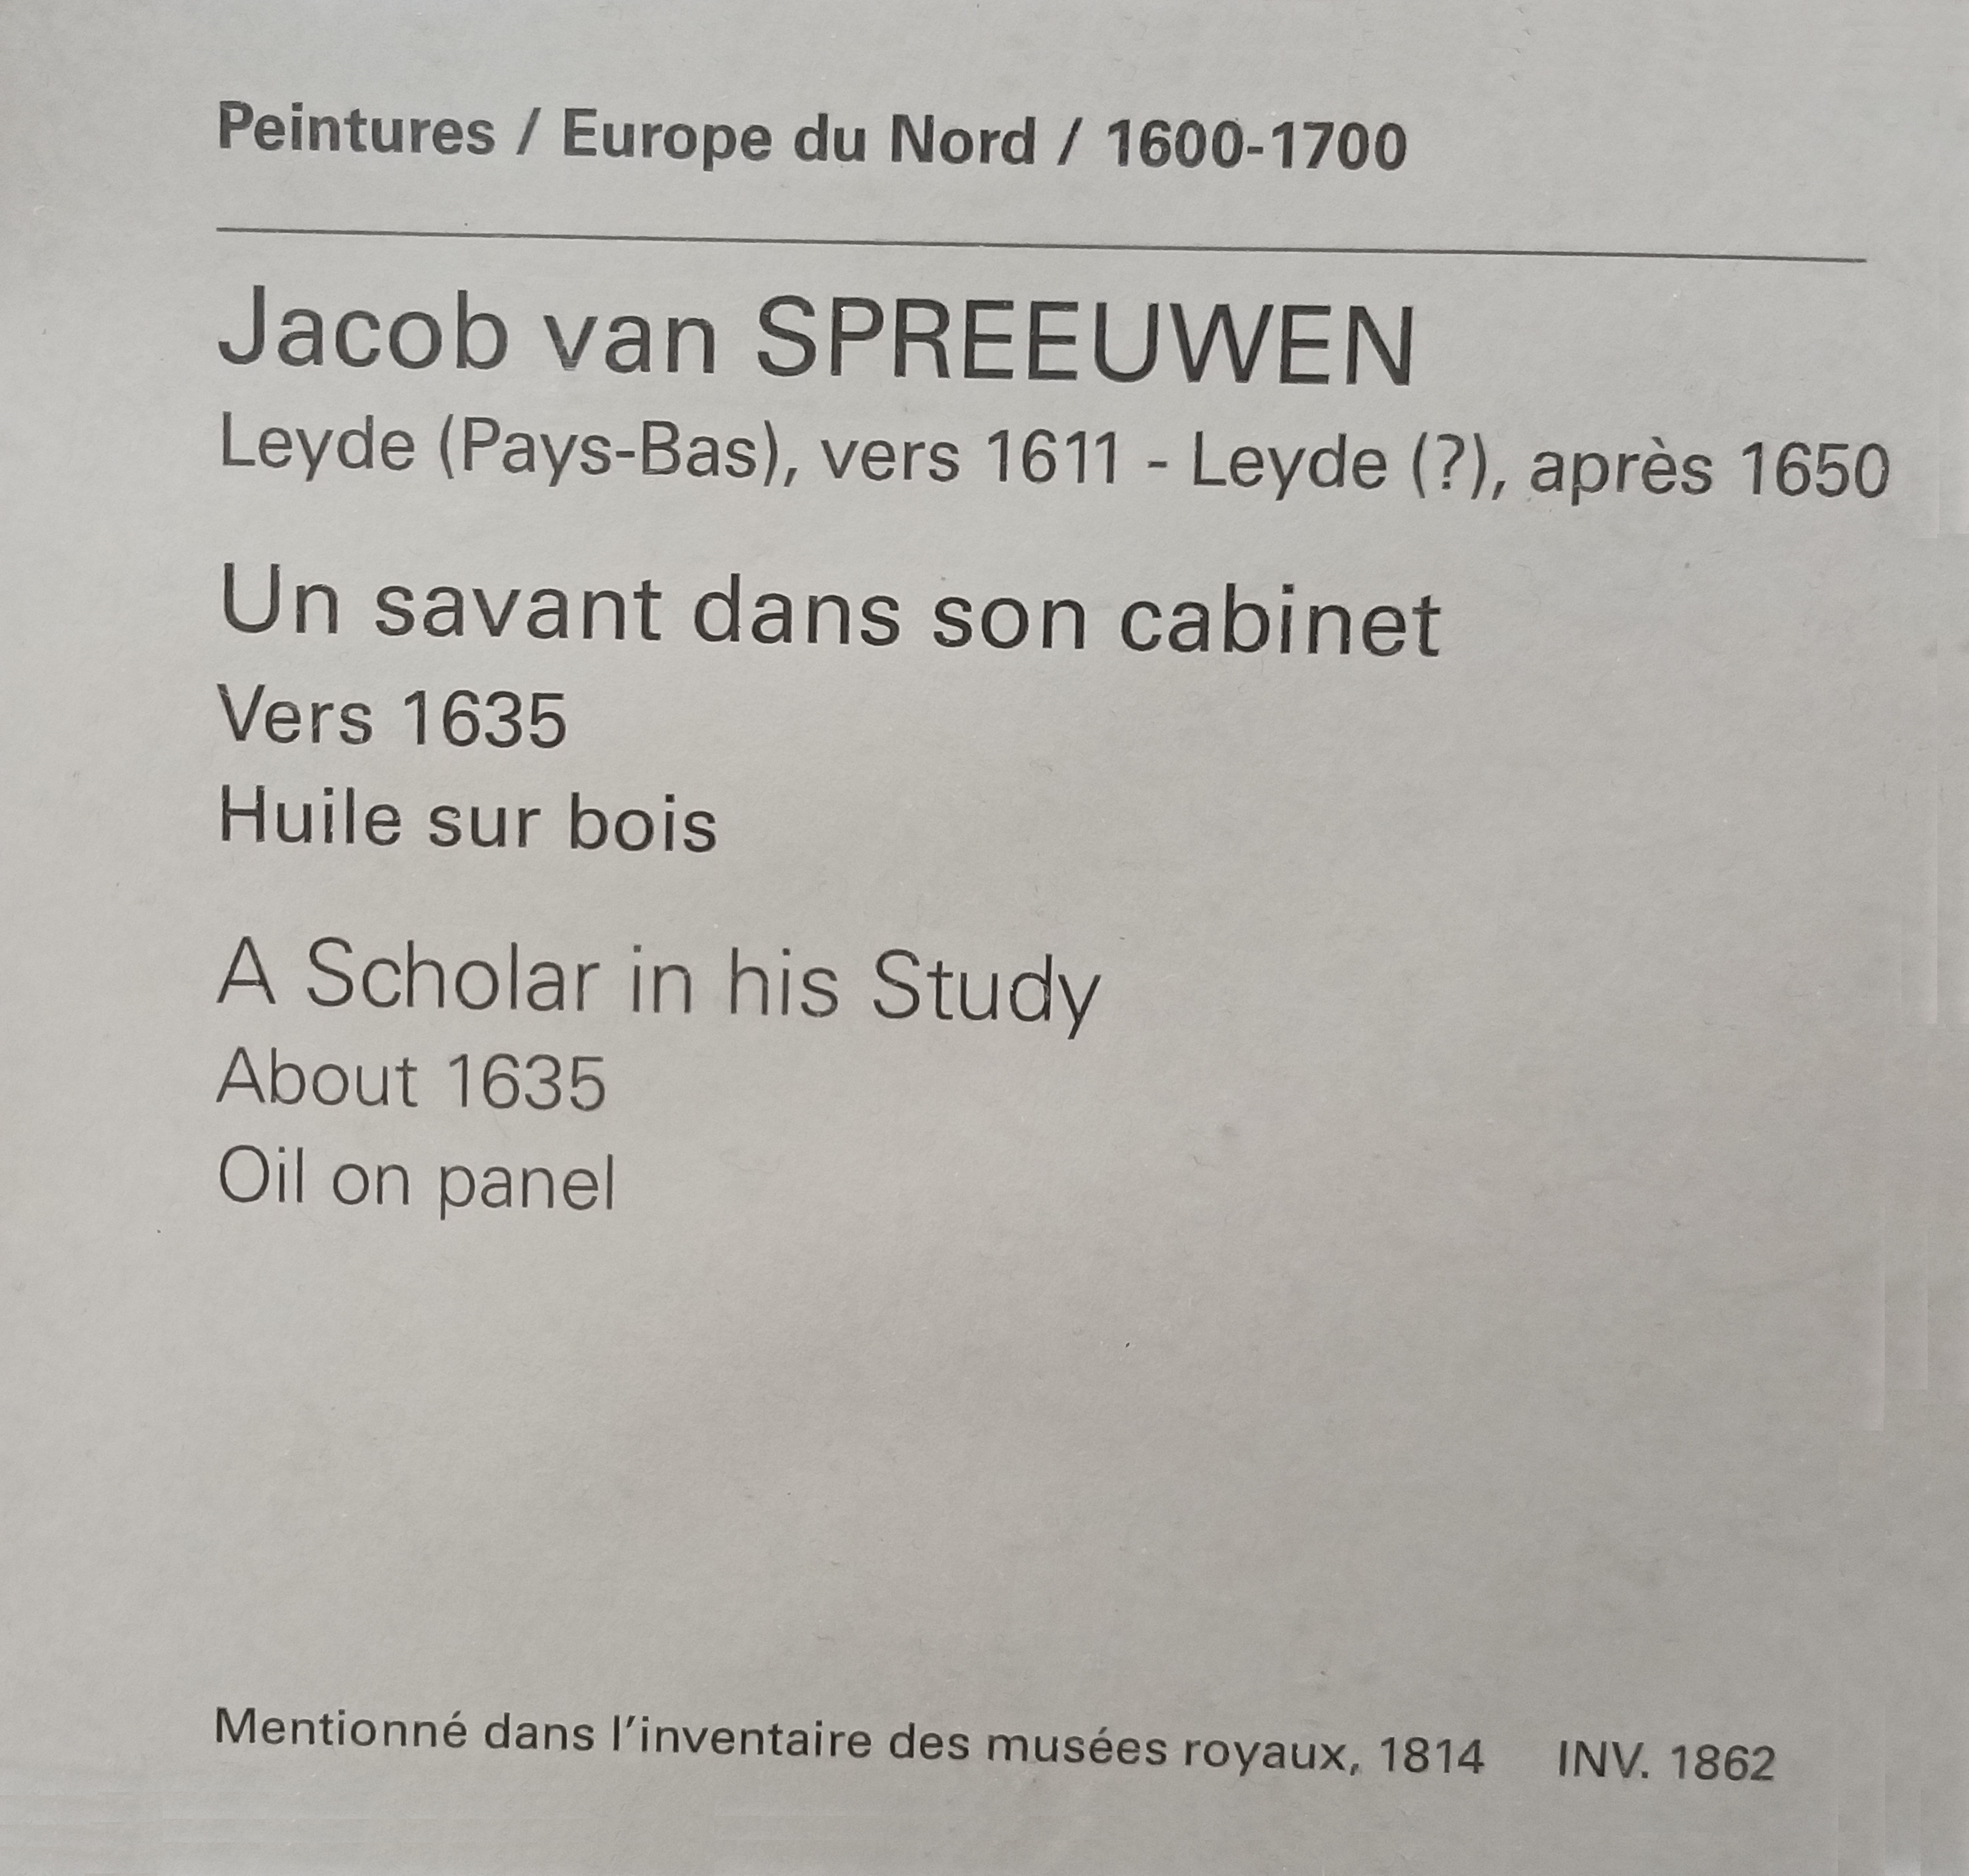 Peintures / Europe du Nord / 1600-1700
Jacob van SPREEUWEN
Leyde (Pays-Bas), vers 1611 - Leyde (?), après 1650
Un savant dans son cabinet
Vers 1635
Huile sur bois
A Scholar in his Study
About 1635
Oil on panel
Mentionné dans l'inventaire des musées royaux, 1814 INV. 1862